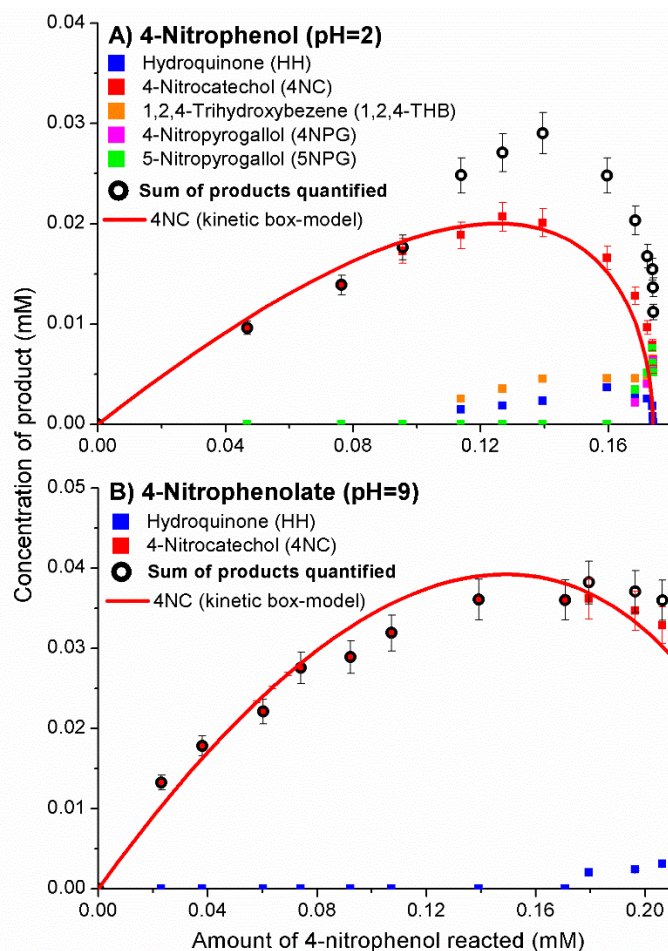 A) 4-Nitrophenol (pH=2)
Hydroquinone (HH)
4-Nitrocatechol (4NC)
1,2,4-Trihydroxybezene (1,2,4-THB)
4-Nitropyrogallol (4NPG)
5-Nitropyrogallol (5NPG)
Sum of products quantified
4NC (kinetic box-model)
0.04
0.03
0.02
0.01
0.00
0.00 0.04 0.08 0.12 0.16
Concentration of product (mM)
B) 4-Nitrophenolate (pH=9)
Hydroquinone (HH)
4-Nitrocatechol (4NC)
Sum of products quantified
4NC (kinetic box-model)
0.05
0.04
0.03
0.02
0.01
0.00
0.00 0.04 0.08 0.12 0.16 0.20
Amount of 4-nitrophenol reacted (mM)